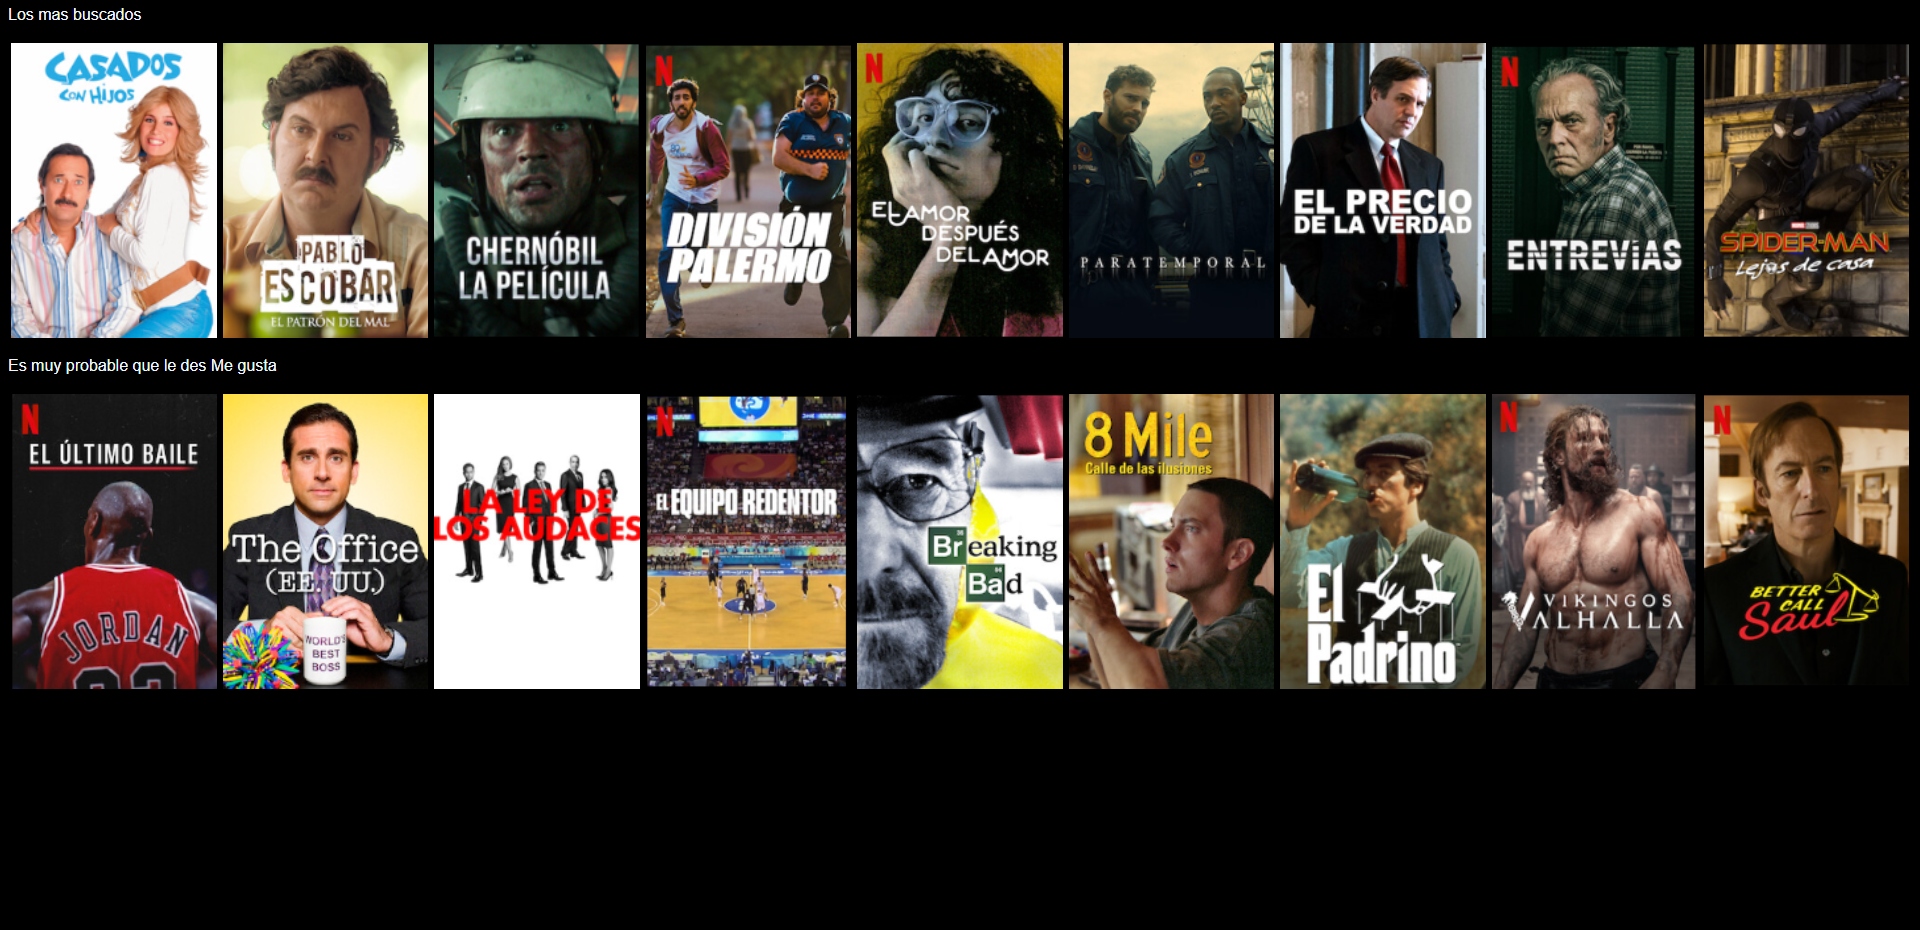 Los mas buscados
CASADOS
CON HIJOS
PABLO
ESCOBAR
EL PATRÓN DEL MAL
CHERNÓBIL
LA PELÍCULA
N
DIVISIÓN
PALERMO
N
EL AMOR
DESPUÉS
DEL AMOR
PARATEMPORAL
EL PRECIO
DE LA VERDAD
N
ENTREVÍAS
SPIDER-MAN
Lejos de casa
Es muy probable que le des Me gusta
N
EL ÚLTIMO BAILE
JORDAN
23
The Office
(EE. UU.)
WORLD'S
BEST
BOSS
LA LEY DE
LOS AUDACES
N
EL EQUIPO REDENTOR
Breaking
Bad
8 Mile
Calle de las ilusiones
El
Padrino
N
VIKINGOS
VALHALLA
N
BETTER
CALL
Saul